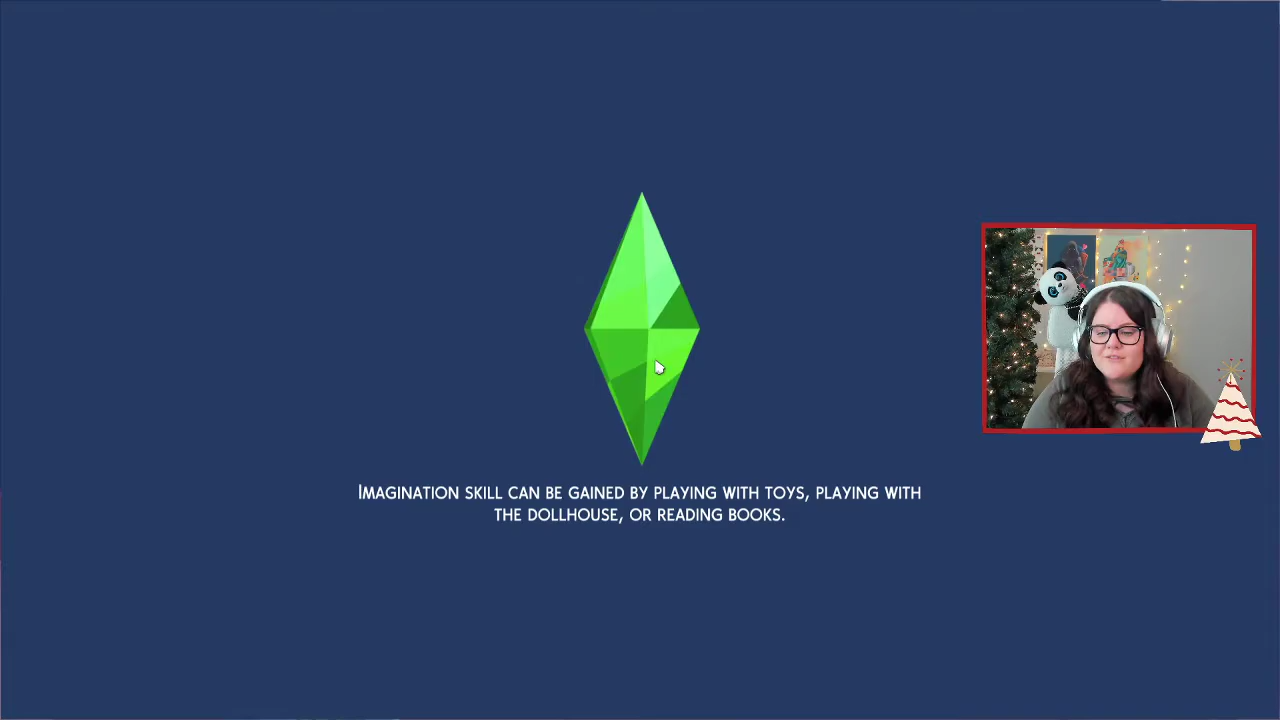 Imagination skill can be gained by playing with toys, playing with
the dollhouse, or reading books.